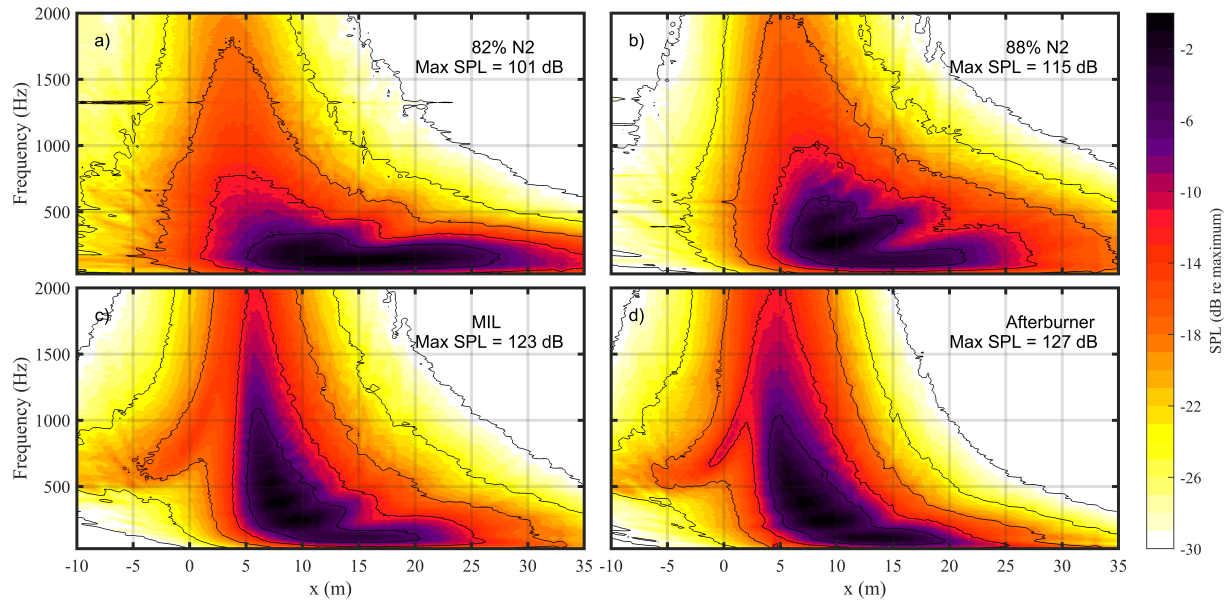 2000
1500
1000
500
Frequency (Hz)
a)
82% N2
Max SPL = 101 dB
b)
88% N2
Max SPL = 115 dB
2000
1500
1000
500
Frequency (Hz)
c)
MIL
Max SPL = 123 dB
d)
Afterburner
Max SPL = 127 dB
-10 -5 0 5 10 15 20 25 30 35
x (m)
-10 -5 0 5 10 15 20 25 30 35
x (m)
-2
-6
-10
-14
-18
-22
-26
-30
SPL (dB re maximum)